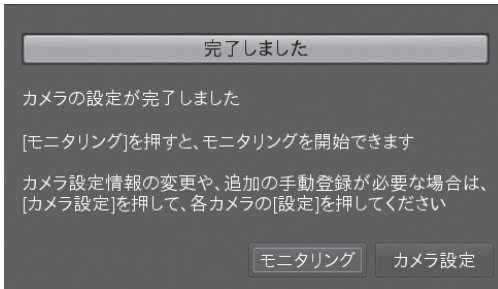 完了しました
カメラの設定が完了しました
[モニタリング]を押すと、モニタリングを開始できます
カメラ設定情報の変更や、追加の手動登録が必要な場合は、
[カメラ設定]を押して、各カメラの[設定]を押してください
モニタリング カメラ設定